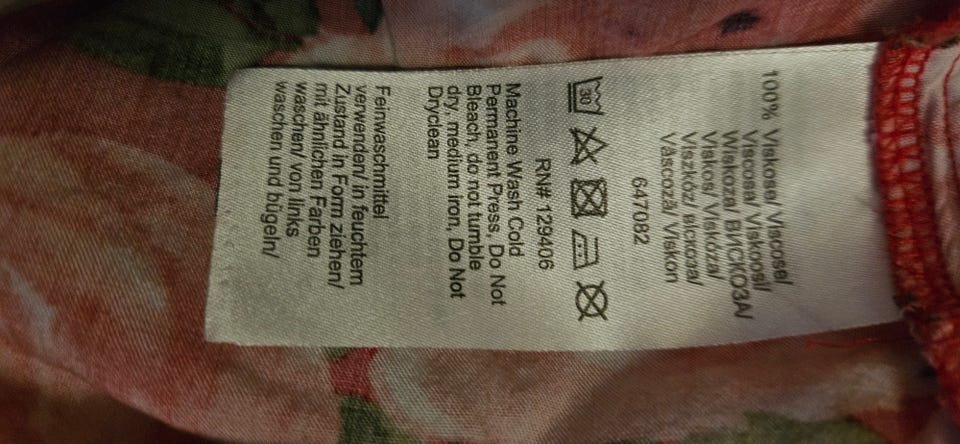 100% Viskose/ Viscose/
Viscosa/ Viskoosi/
Wiskoza/ ВИСКОЗА/
Viskos/ Viskóza/
Viszkóz/ віскоза/
Vâscoză/ Viskon
647082
30
RN# 129406
Machine Wash Cold
Permanent Press, Do Not
Bleach, do not tumble
dry, medium iron, Do Not
Dryclean
Feinwaschmittel
verwenden/ in feuchtem
Zustand in Form ziehen/
mit ähnlichen Farben
waschen/ von links
waschen und bügeln/